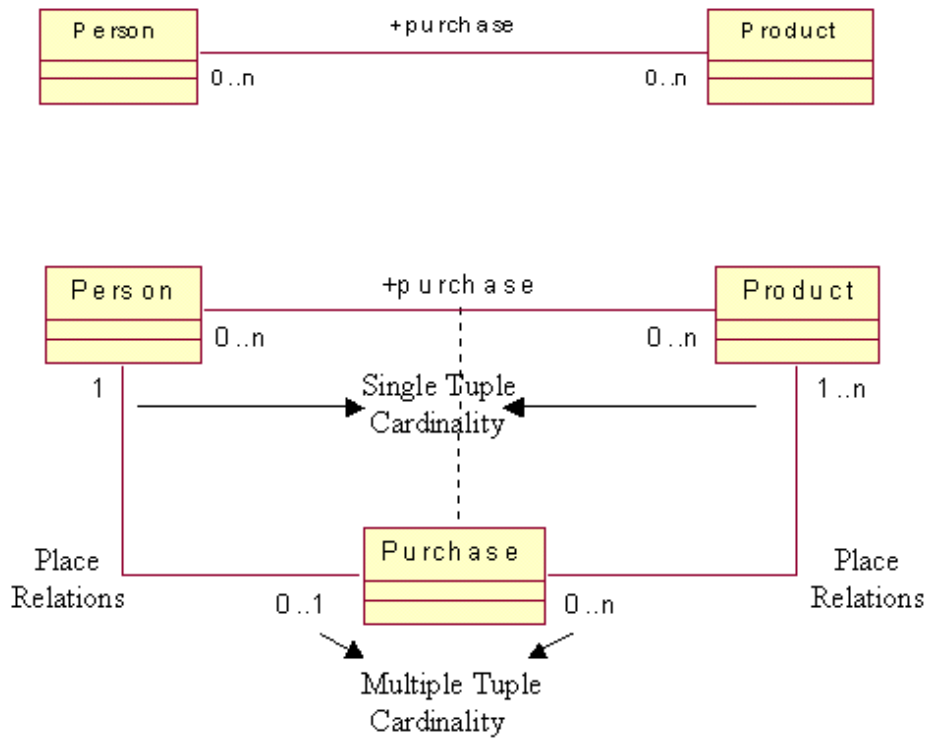 Person
+purchase
Product
0..n
0..n
Person
+purchase
Product
0..n
0..n
1
Single Tuple
Cardinality
1..n
Purchase
Place
Relations
Place
Relations
0..1
0..n
Multiple Tuple
Cardinality